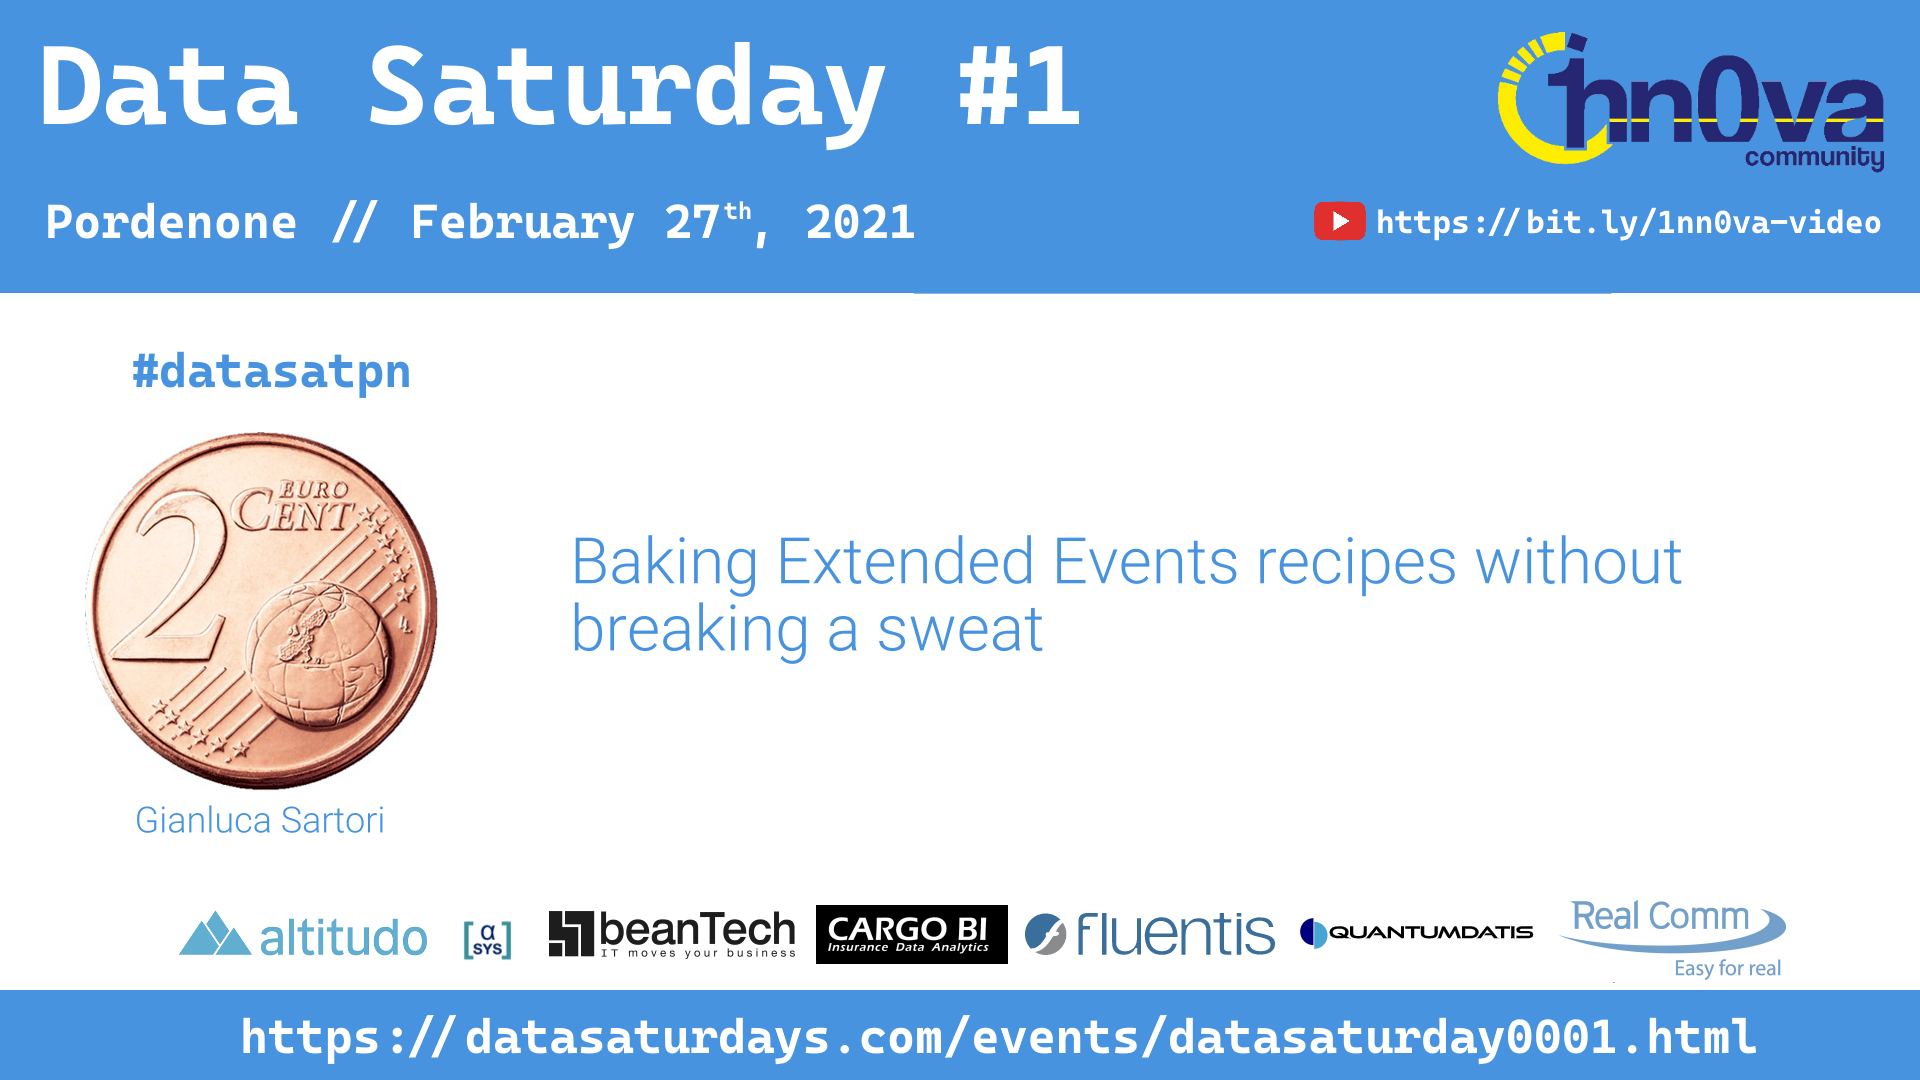 Data Saturday #1
1nn0va
community
Pordenone // February 27th, 2021
https://bit.ly/1nn0va-video
#datasatpn
2 EURO
CENT
Baking Extended Events recipes without
breaking a sweat
Gianluca Sartori
altitudo
[α
SYS]
beanTech
IT moves your business
CARGO BI
Insurance Data Analytics
fluentis
QUANTUMDATIS
Real Comm
Easy for real
https://datasaturdays.com/events/datasaturday0001.html